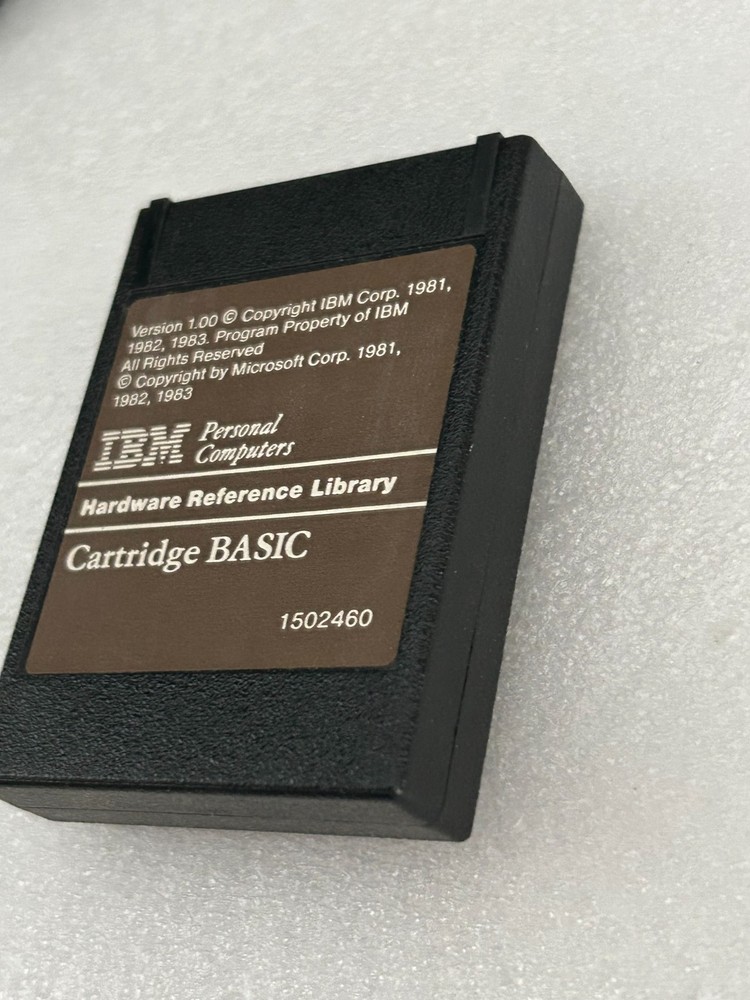 Version 1.00 © Copyright IBM Corp. 1981,
1982, 1983. Program Property of IBM
All Rights Reserved
© Copyright by Microsoft Corp. 1981,
1982, 1983
IBM Personal
Computers
Hardware Reference Library
Cartridge BASIC
1502460